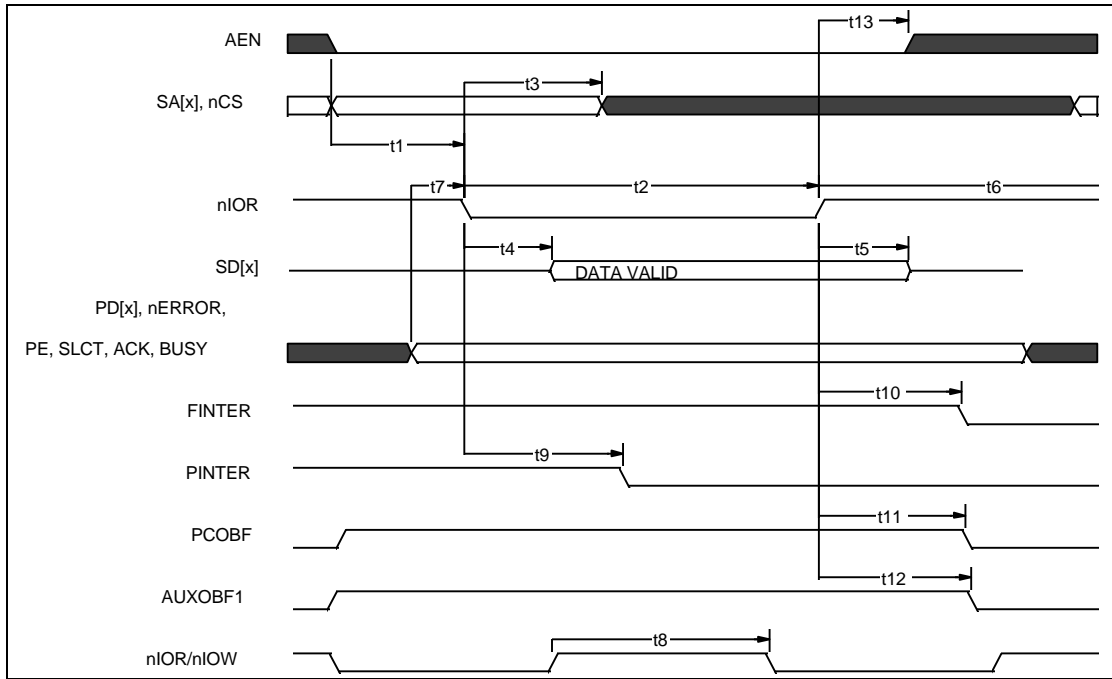 t13
AEN
t3
SA[x], nCS
t1
t7
t2
t6
nIOR
t4
t5
SD[x]
DATA VALID
PD[x], nERROR,
PE, SLCT, ACK, BUSY
t10
FINTER
t9
PINTER
t11
PCOBF
t12
AUXOBF1
t8
nIOR/nIOW